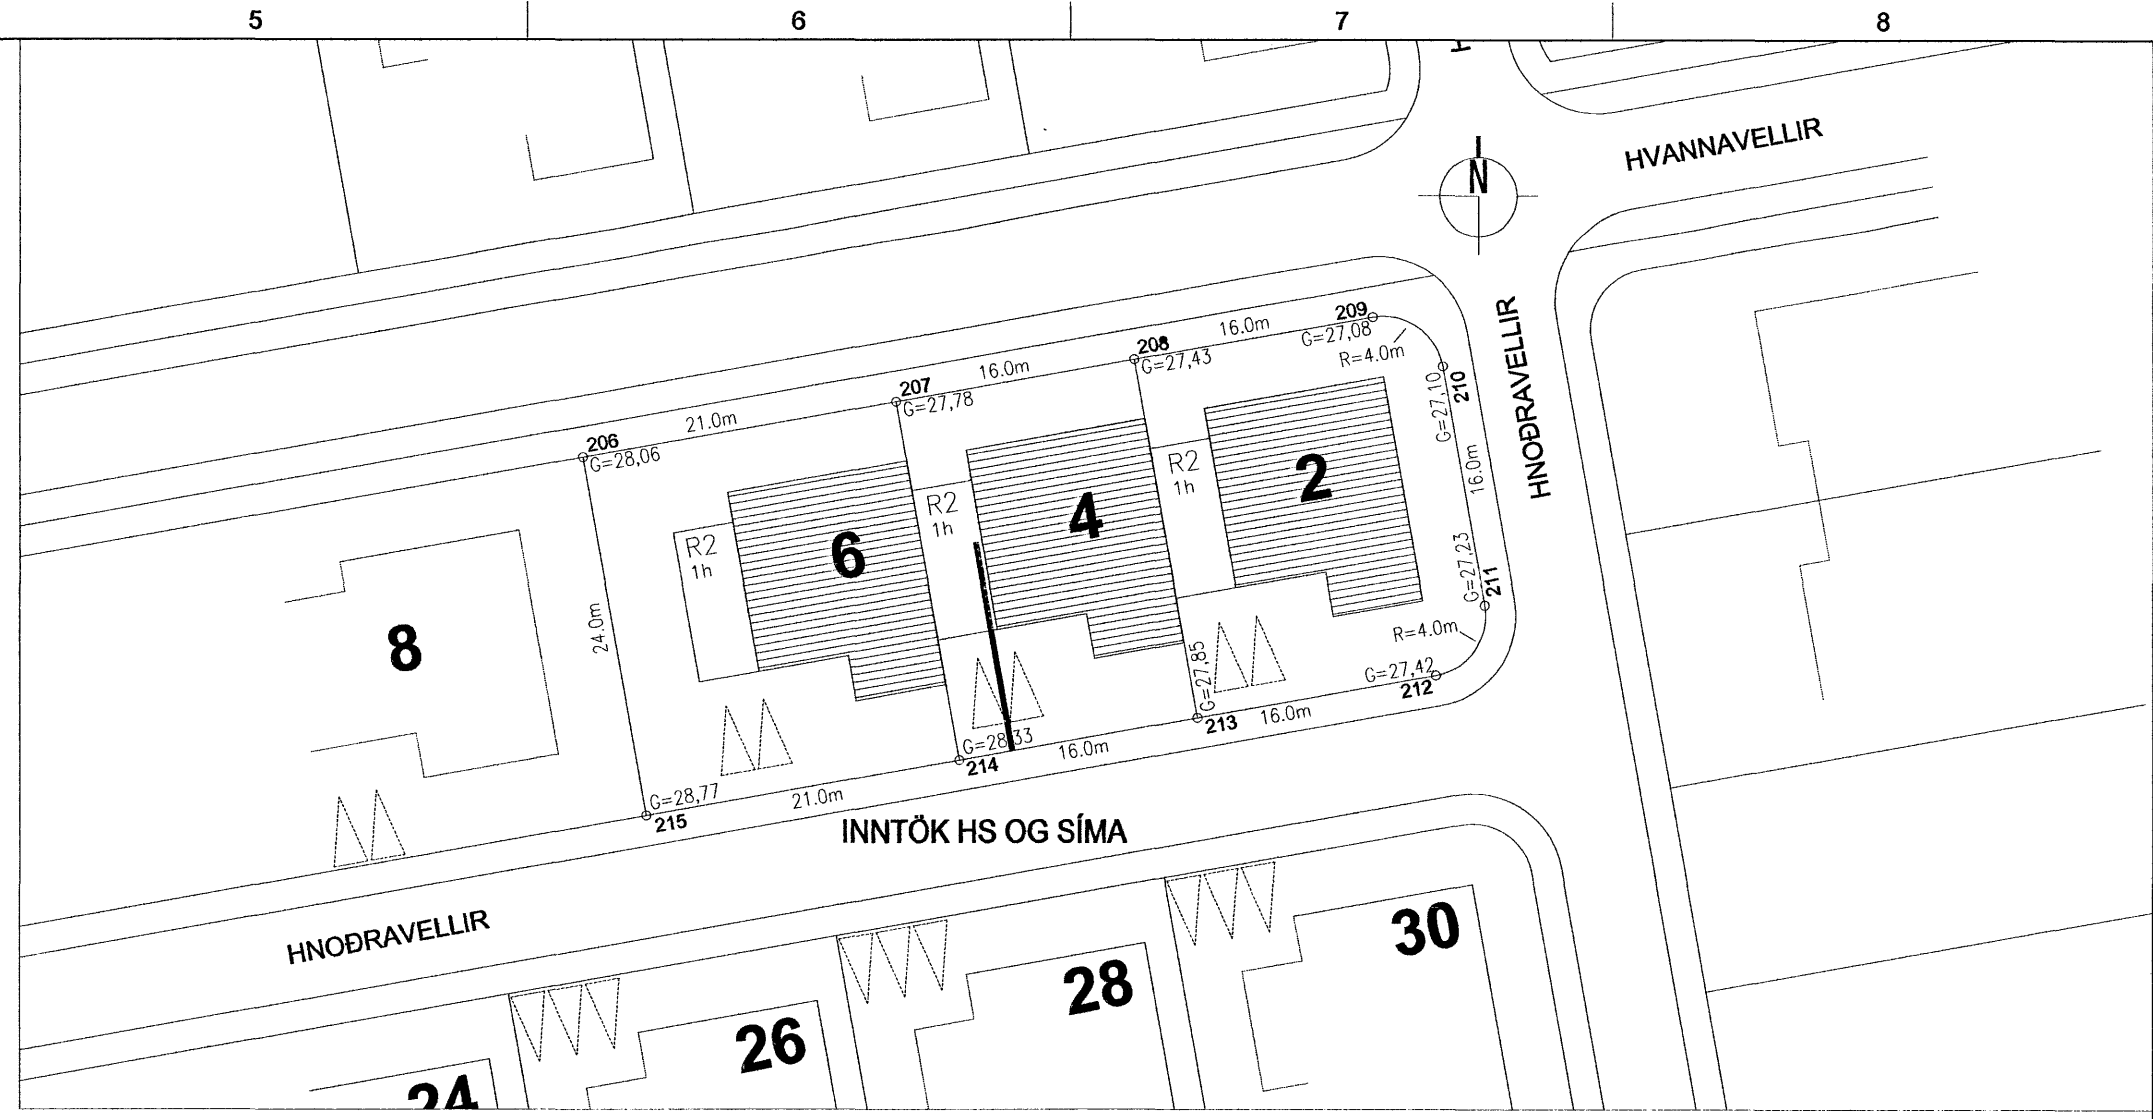 5
6
7
8
HVANNAVELLIR
N
HNOÐRAVELLIR
209
G=27,08
16.0m
R=4.0m
208
G=27,43
16.0m
207
G=27,78
21.0m
206
G=28,06
G=27,10
210
16.0m
G=27,23
211
R2
1h
2
R2
1h
4
R2
1h
6
24.0m
8
R=4.0m
G=27,42
212
G=27,85
213
16.0m
G=28,33
214
16.0m
G=28,77
215
21.0m
INNTÖK HS OG SÍMA
HNOÐRAVELLIR
30
28
26
24